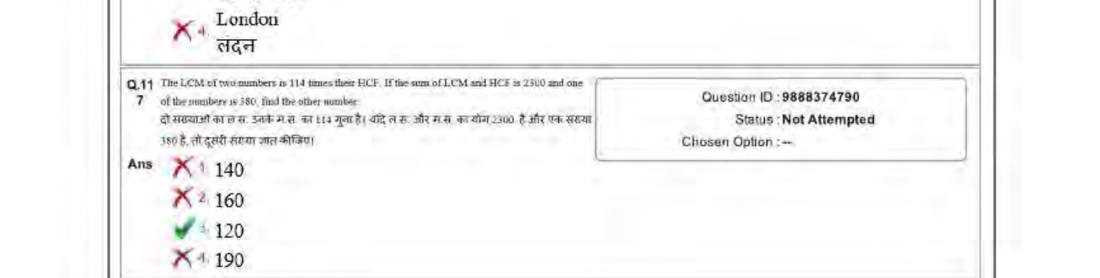 4. London
लंदन
Q.11 The LCM of two numbers is 114 times their HCF. If the sum of LCM and HCF is 2300 and one
7 of the numbers is 380, find the other number.
दो संख्याओं का ल स. उनके म.स. का 114 गुना है। यदि ल स. और म.स. का योग 2300 है और एक संख्या
380 है, तो दूसरी संख्या ज्ञात कीजिए।
Question ID : 9888374790
Status : Not Attempted
Chosen Option : --
Ans 1. 140
2. 160
3. 120
4. 190